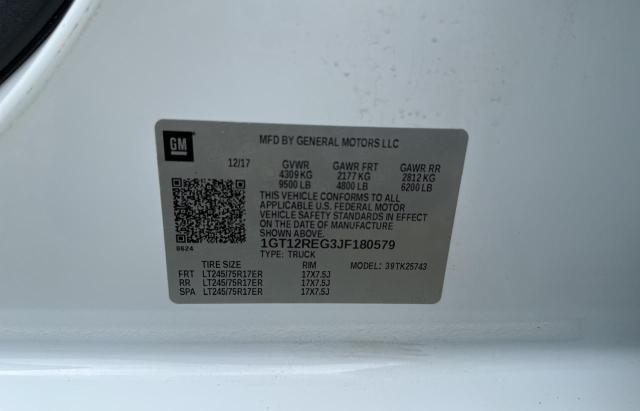 GM
MFD BY GENERAL MOTORS LLC
12/17 GVWR GAWR FRT GAWR RR
4309 KG 2177 KG 2812 KG
9500 LB 4800 LB 6200 LB
THIS VEHICLE CONFORMS TO ALL
APPLICABLE U.S. FEDERAL MOTOR
VEHICLE SAFETY STANDARDS IN
EFFECT ON THE DATE OF MANUFACTURE
SHOWN ABOVE.
0624 1GT12REG3JF180579
TYPE: TRUCK
TIRE SIZE RIM MODEL: 39TK25743
FRT LT245/75R17ER 17X7.5J
RR LT245/75R17ER 17X7.5J
SPA LT245/75R17ER 17X7.5J